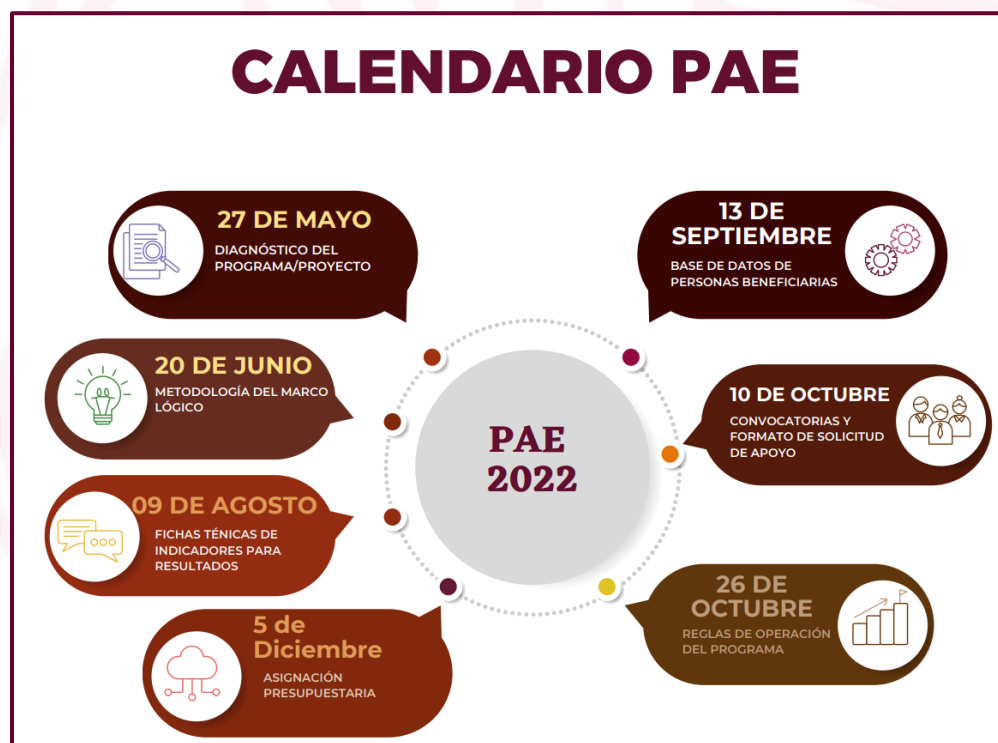 CALENDARIO PAE
27 DE MAYO
DIAGNÓSTICO DEL
PROGRAMA/PROYECTO
20 DE JUNIO
METODOLOGÍA DEL MARCO
LÓGICO
09 DE AGOSTO
FICHAS TÉNICAS DE
INDICADORES PARA
RESULTADOS
5 de
Diciembre
ASIGNACIÓN
PRESUPUESTARIA
PAE
2022
13 DE
SEPTIEMBRE
BASE DE DATOS DE
PERSONAS BENEFICIARIAS
10 DE OCTUBRE
CONVOCATORIAS Y
FORMATO DE SOLICITUD
DE APOYO
26 DE
OCTUBRE
REGLAS DE OPERACIÓN
DEL PROGRAMA